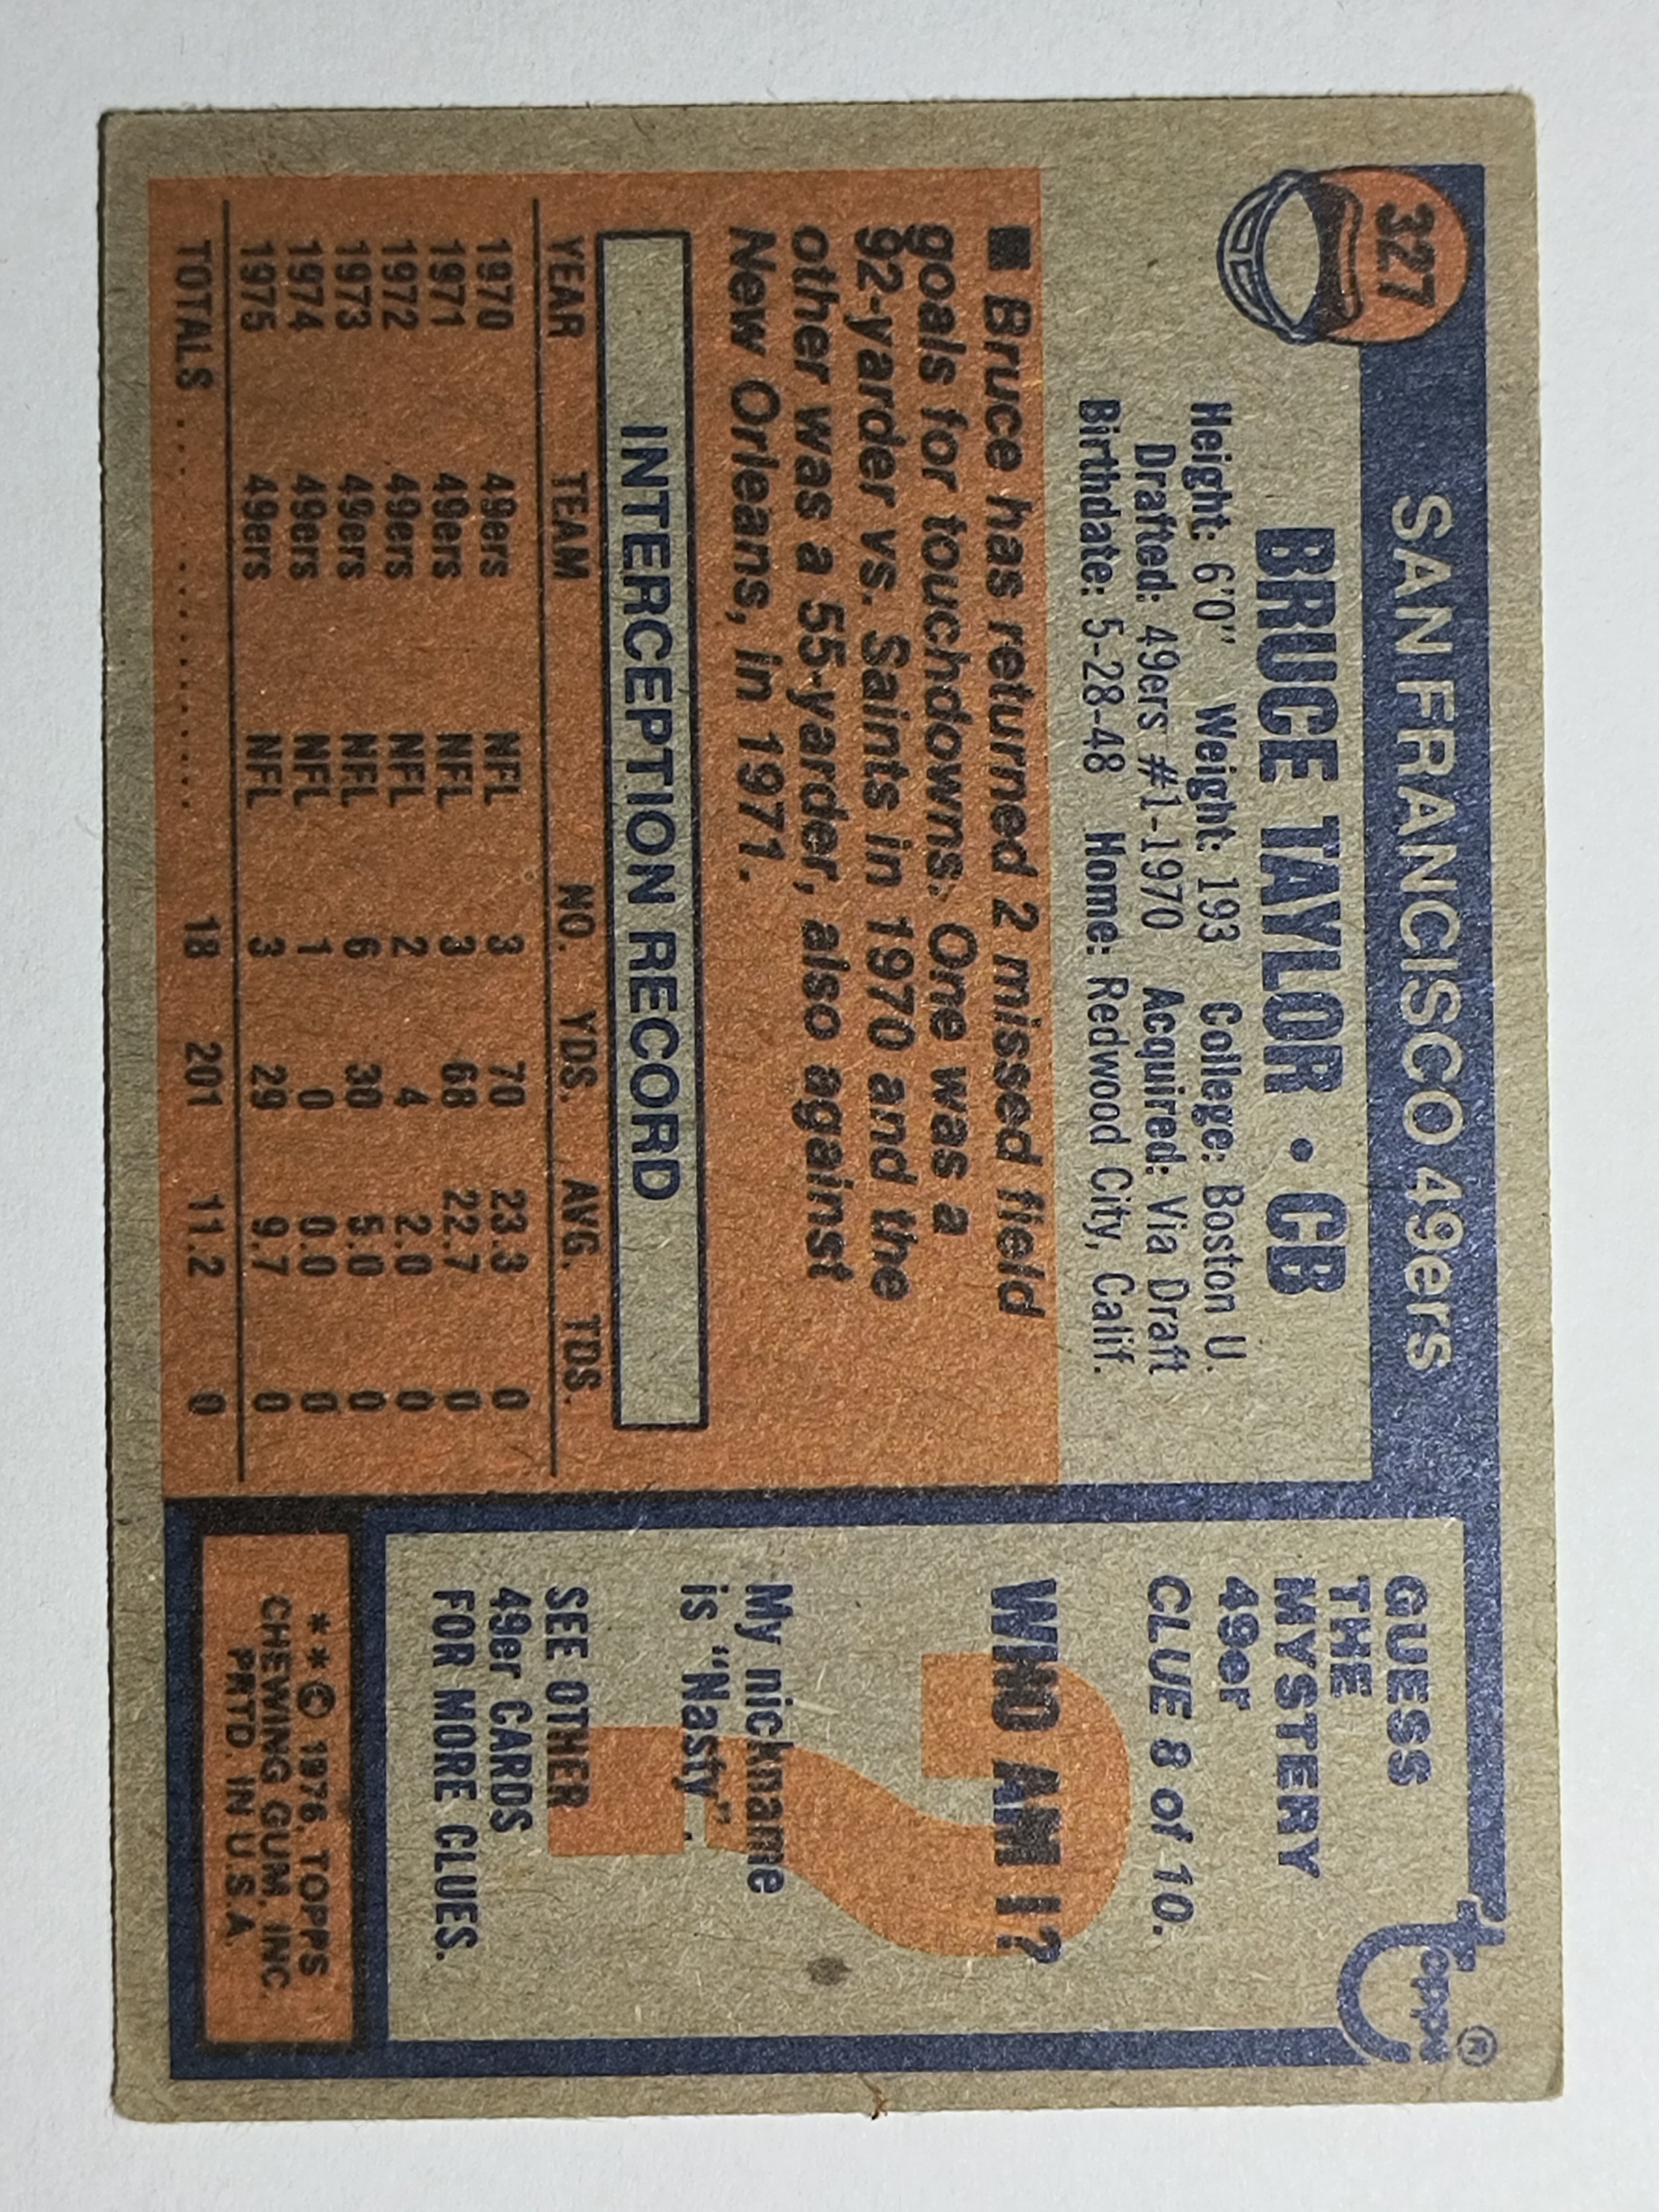 327
SAN FRANCISCO 49ers
BRUCE TAYLOR • CB
Height: 6'0" Weight: 193 College: Boston U.
Drafted: 49ers #1-1970 Acquired: Via Draft
Birthdate: 5-28-48 Home: Redwood City, Calif.
■ Bruce has returned 2 missed field
goals for touchdowns. One was a
92-yarder vs. Saints in 1970 and the
other was a 55-yarder, also against
New Orleans, in 1971.
INTERCEPTION RECORD
YEAR TEAM NO. YDS. AVG. TDS.
1970 49ers NFL 3 70 23.3 0
1971 49ers NFL 3 68 22.7 0
1972 49ers NFL 2 4 2.0 0
1973 49ers NFL 6 30 5.0 0
1974 49ers NFL 1 0 0.0 0
1975 49ers NFL 3 29 9.7 0
TOTALS . . . . . . . . . . . . . . 18 201 11.2 0
topps ®
GUESS
THE
MYSTERY
49er
CLUE 8 of 10.
WHO AM I?
My nickname
is "Nasty".
SEE OTHER
49er CARDS
FOR MORE CLUES.
**© 1976, TOPPS
CHEWING GUM, INC.
PRTD. IN U.S.A.